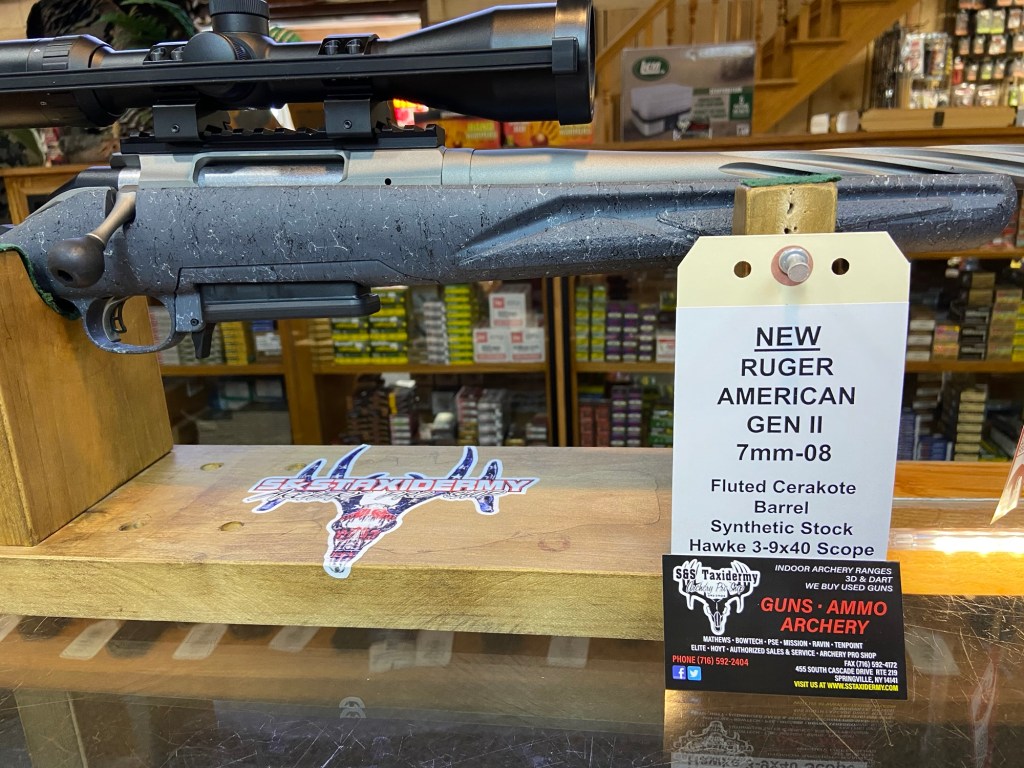 NEW
RUGER
AMERICAN
GEN II
7mm-08
Fluted Cerakote
Barrel
Synthetic Stock
Hawke 3-9x40 Scope
S&S TAXIDERMY
S&S Taxidermy
Archery Pro Shop
INDOOR ARCHERY RANGES
3D & DART
WE BUY USED GUNS
GUNS • AMMO
ARCHERY
MATHEWS • BOWTECH • PSE • MISSION • RAVIN • TENPOINT
ELITE • HOYT • AUTHORIZED SALES & SERVICE • ARCHERY PRO SHOP
PHONE (716) 592-2404
FAX (716) 592-4172
455 SOUTH CASCADE DRIVE RTE 219
SPRINGVILLE, NY 14141
VISIT US AT WWW.SSTAXIDERMY.COM